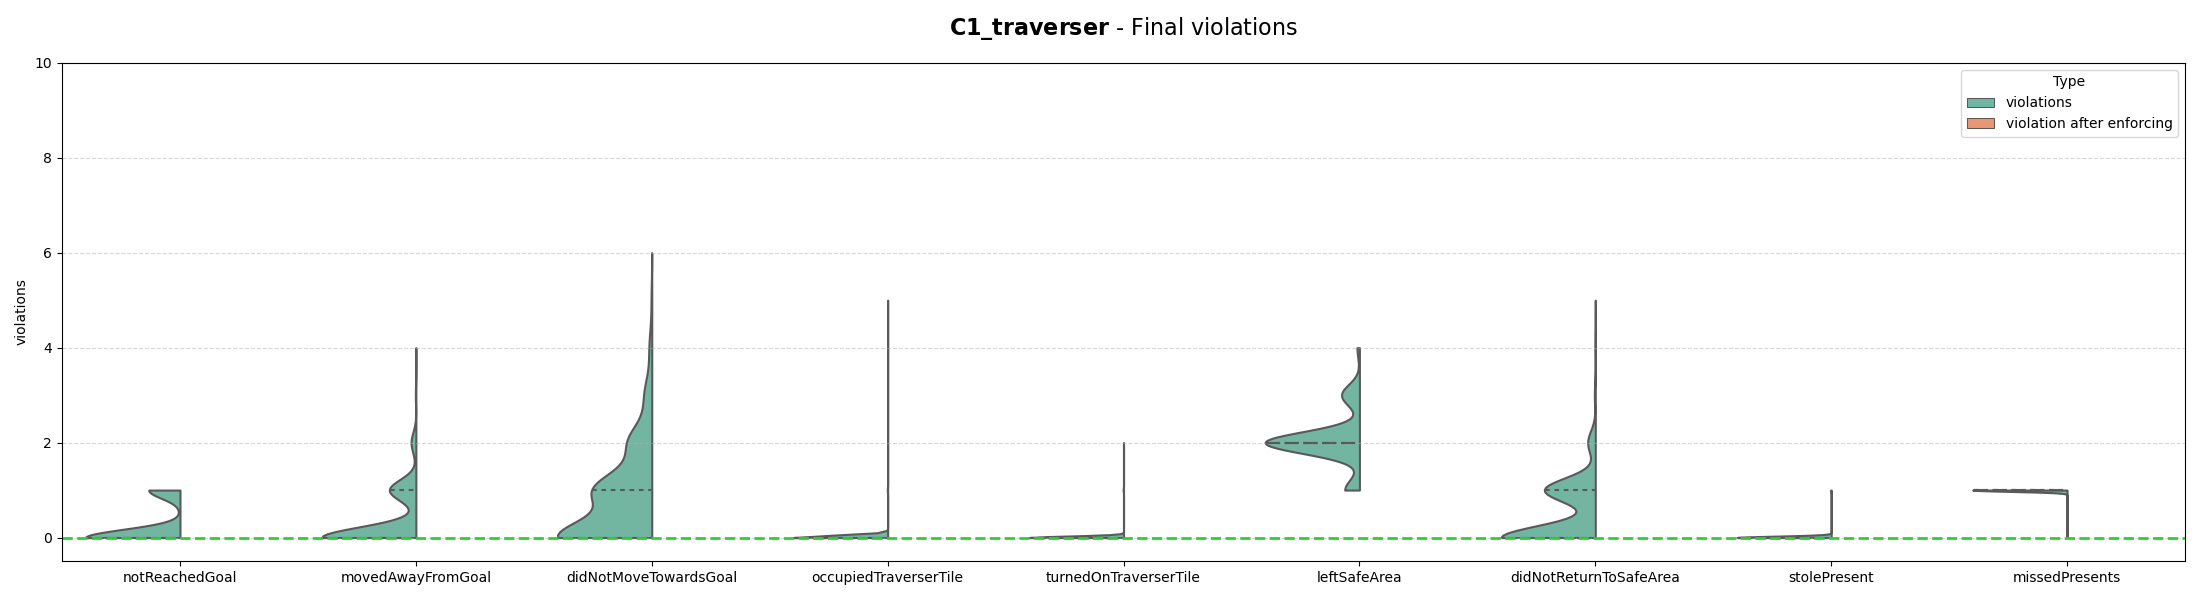 C1_traverser - Final violations
10
8
6
4
2
0
violations
Type
violations
violation after enforcing
notReachedGoal
movedAwayFromGoal
didNotMoveTowardsGoal
occupiedTraverserTile
turnedOnTraverserTile
leftSafeArea
didNotReturnToSafeArea
stolePresent
missedPresents